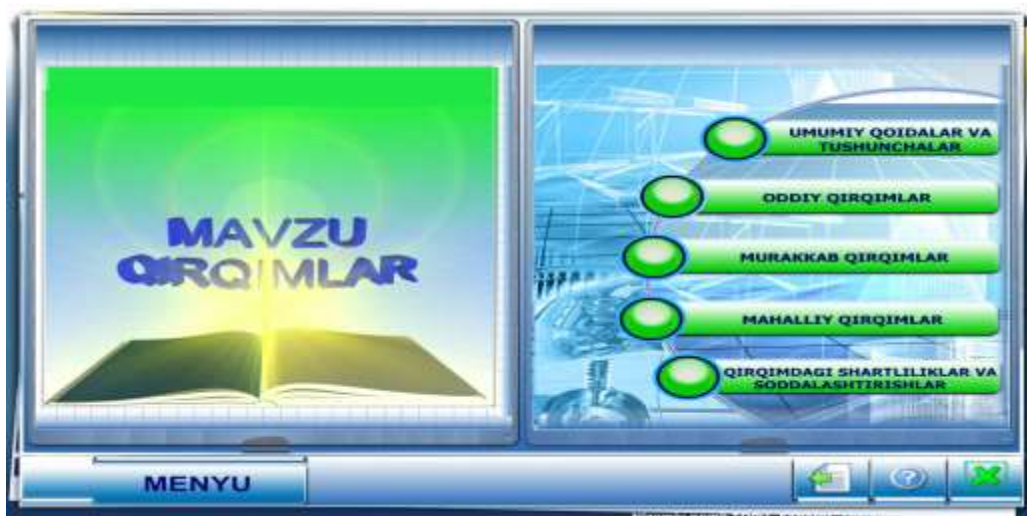 MAVZU
QIRQIMLAR
UMUMIY QOIDALAR VA
TUSHUNCHALAR
ODDIY QIRQIMLAR
MURAKKAB QIRQIMLAR
MAHALLIY QIRQIMLAR
QIRQIMDAGI SHARTLILIKLAR VA
SODDALASHTIRISHLAR
MENYU